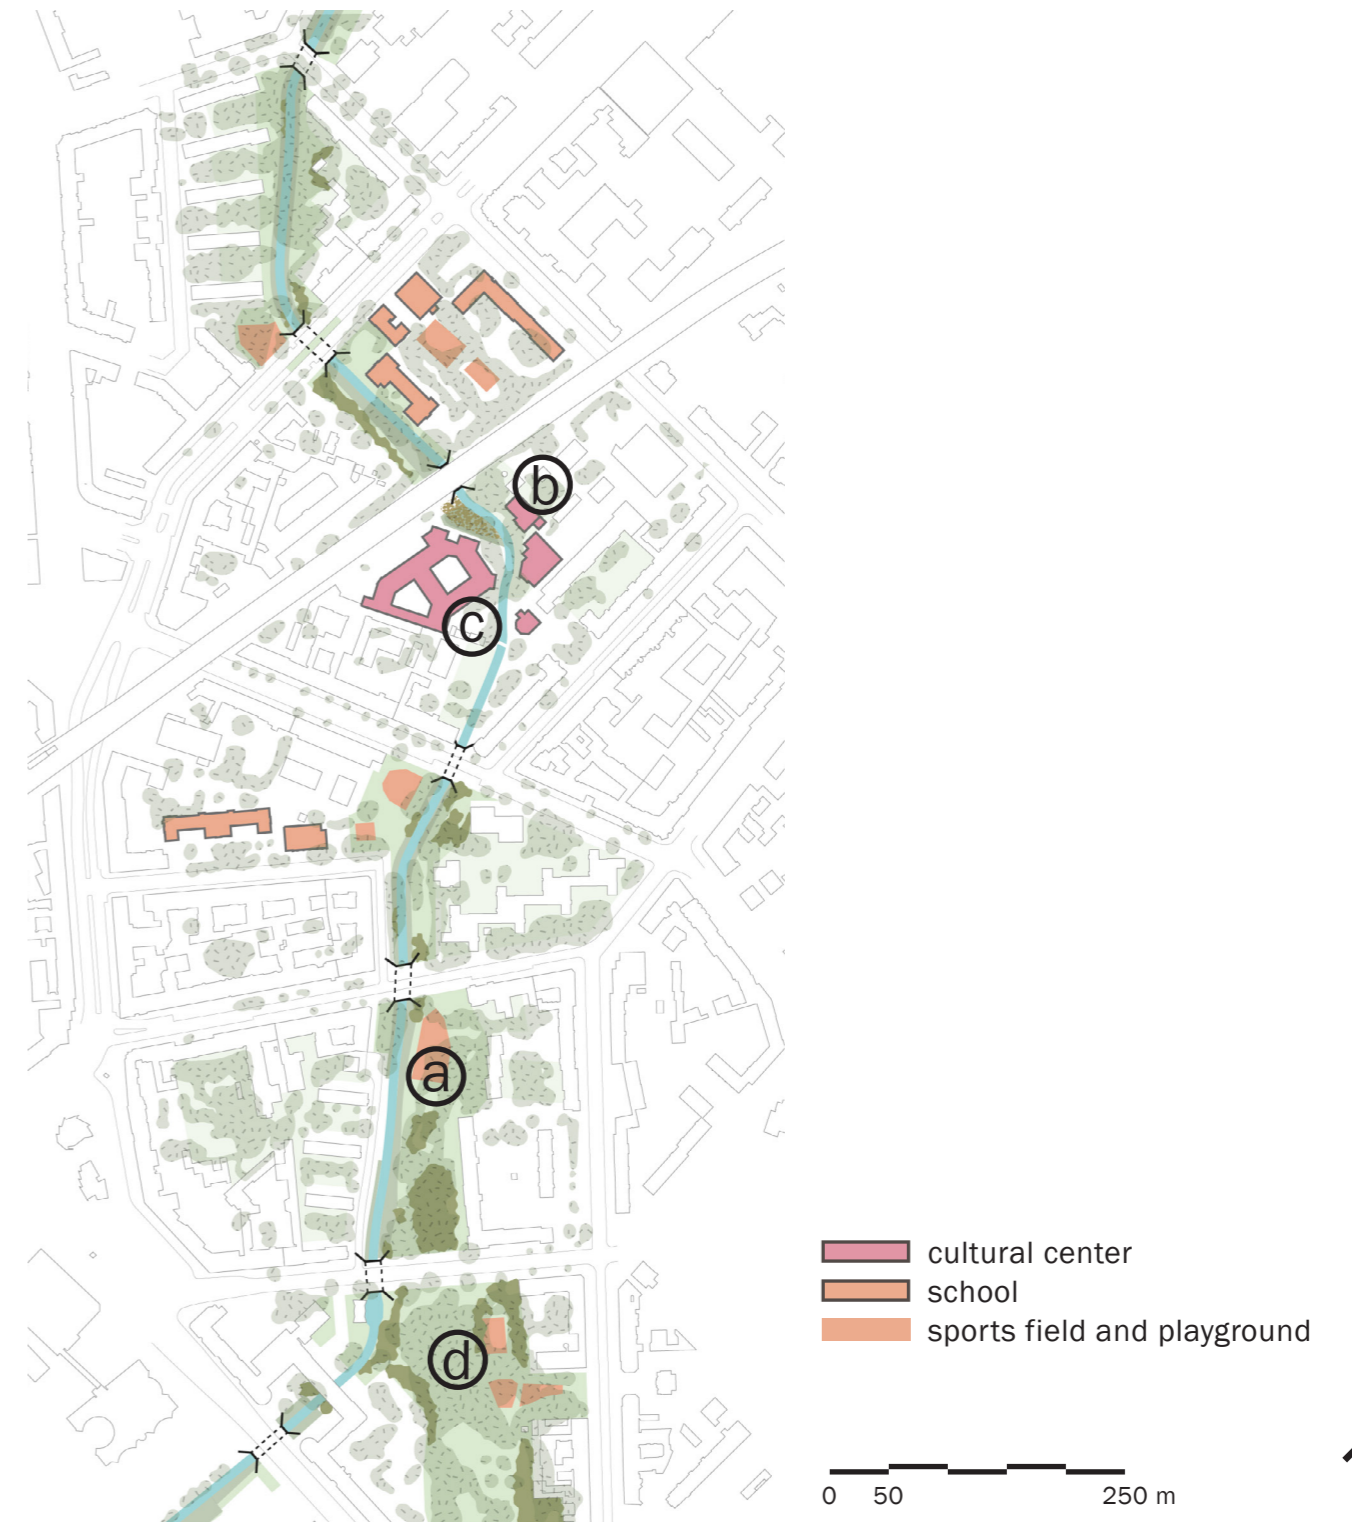 b
c
a
d
cultural center
school
sports field and playground
0 50 250 m